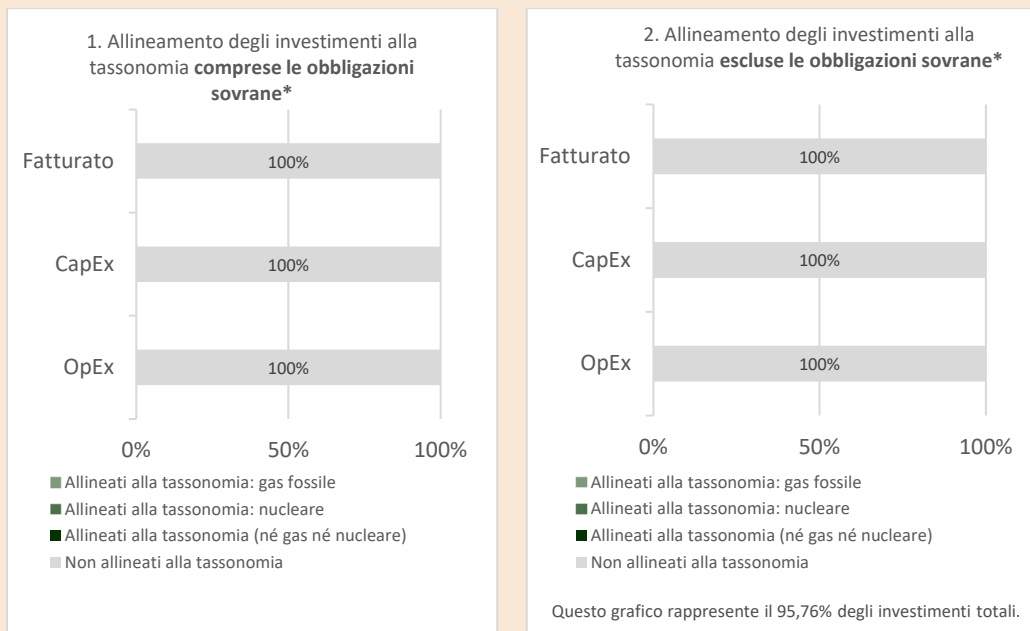 1. Allineamento degli investimenti alla
tassonomia comprese le obbligazioni
sovrane*
Fatturato
100%
CapEx
100%
OpEx
100%
0% 50% 100%
Allineati alla tassonomia: gas fossile
Allineati alla tassonomia: nucleare
Allineati alla tassonomia (né gas né nucleare)
Non allineati alla tassonomia
2. Allineamento degli investimenti alla
tassonomia escluse le obbligazioni sovrane*
Fatturato
100%
CapEx
100%
OpEx
100%
0% 50% 100%
Allineati alla tassonomia: gas fossile
Allineati alla tassonomia: nucleare
Allineati alla tassonomia (né gas né nucleare)
Non allineati alla tassonomia
Questo grafico rappresente il 95,76% degli investimenti totali.